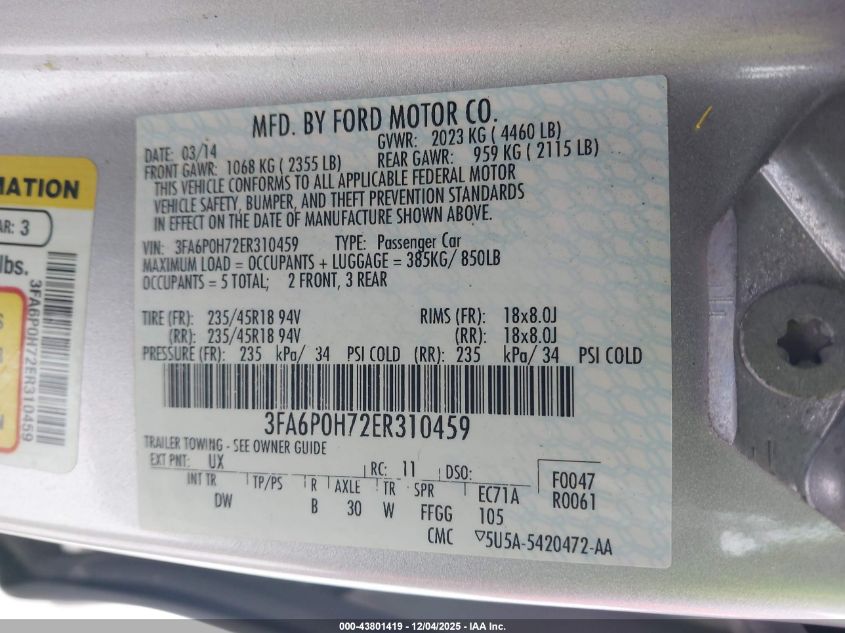 MATION
AR: 3
lbs.
3FA6P0H72ER310459
MFD. BY FORD MOTOR CO.
DATE: 03/14 GVWR: 2023 KG ( 4460 LB)
FRONT GAWR: 1068 KG ( 2355 LB) REAR GAWR: 959 KG ( 2115 LB)
THIS VEHICLE CONFORMS TO ALL APPLICABLE FEDERAL MOTOR
VEHICLE SAFETY, BUMPER, AND THEFT PREVENTION STANDARDS
IN EFFECT ON THE DATE OF MANUFACTURE SHOWN ABOVE.
VIN: 3FA6P0H72ER310459 TYPE: Passenger Car
MAXIMUM LOAD = OCCUPANTS + LUGGAGE = 385KG/ 850LB
OCCUPANTS = 5 TOTAL; 2 FRONT, 3 REAR
TIRE (FR): 235/45R18 94V RIMS (FR): 18x8.0J
(RR): 235/45R18 94V (RR): 18x8.0J
PRESSURE (FR): 235 kPa/ 34 PSI COLD (RR): 235 kPa/ 34 PSI COLD
3FA6P0H72ER310459
TRAILER TOWING - SEE OWNER GUIDE
EXT PNT: UX RC: 11 DSO: F0047
INT TR TP/PS R AXLE TR SPR EC71A R0061
DW B 30 W FFGG 105
CMC ▽5U5A-5420472-AA
000-43801419 - 12/04/2025 - IAA Inc.